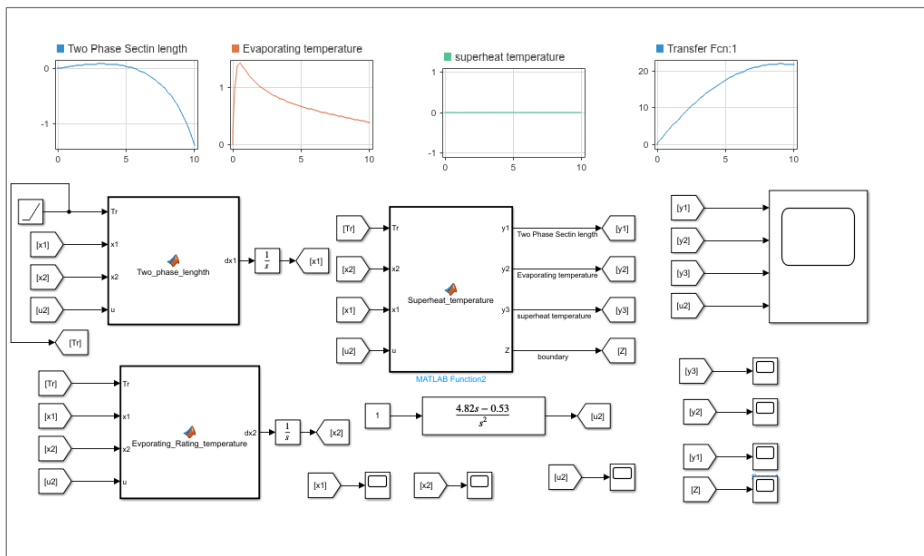 Two Phase Sectin length
Evaporating temperature
superheat temperature
Transfer Fcn:1
0
-1
0
5
10
1
0
0
5
10
1
0
-1
0
5
10
20
10
0
0
5
10
Tr
[x1]
x1
[x2]
x2
[u2]
u
Two_phase_lenghth
dx1
1
s
[x1]
[Tr]
[Tr]
Tr
[x2]
x2
[x1]
x1
[u2]
u
Superheat_temperature
y1
Two Phase Sectin length
[y1]
y2
Evaporating temperature
[y2]
y3
superheat temperature
[y3]
Z
boundary
[Z]
MATLAB Function2
[y1]
[y2]
[y3]
[u2]
[Tr]
Tr
[x1]
x1
[x2]
x2
[u2]
u
Evporating_Rating_temperature
dx2
1
s
[x2]
1
4.82s − 0.53
s²
[u2]
[x1]
[x2]
[u2]
[y3]
[y2]
[y1]
[Z]